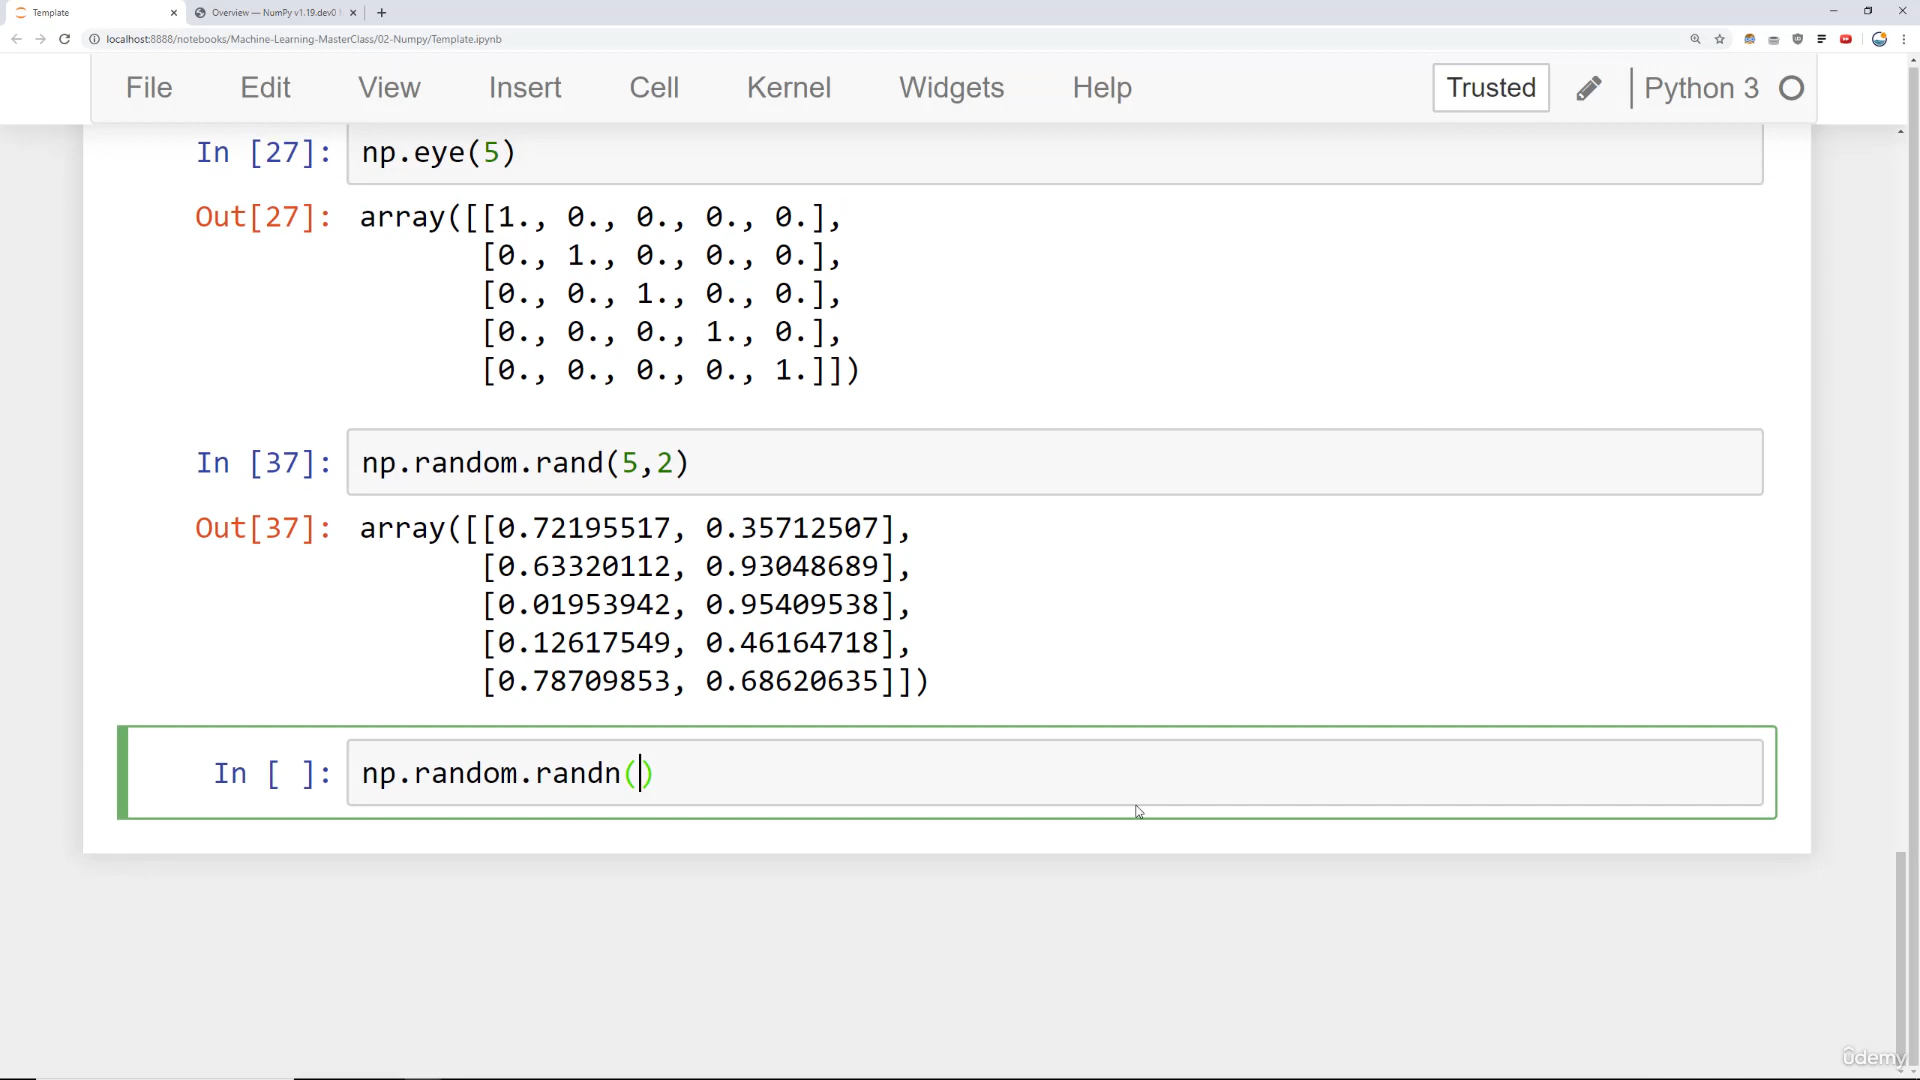 Template
Overview — NumPy v1.19.dev0
localhost:8888/notebooks/Machine-Learning-MasterClass/02-Numpy/Template.ipynb
File Edit View Insert Cell Kernel Widgets Help Trusted Python 3
In [27]: np.eye(5)
Out[27]: array([[1., 0., 0., 0., 0.],
[0., 1., 0., 0., 0.],
[0., 0., 1., 0., 0.],
[0., 0., 0., 1., 0.],
[0., 0., 0., 0., 1.]])
In [37]: np.random.rand(5,2)
Out[37]: array([[0.72195517, 0.35712507],
[0.63320112, 0.93048689],
[0.01953942, 0.95409538],
[0.12617549, 0.46164718],
[0.78709853, 0.68620635]])
In [ ]: np.random.randn()
ûdemy